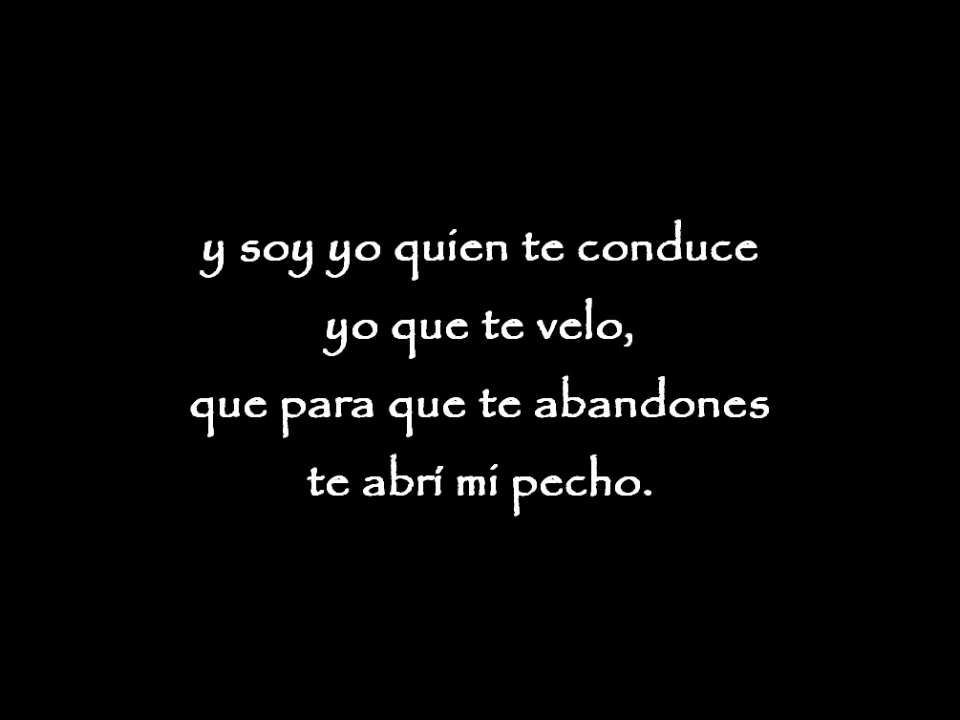 y soy yo quien te conduce
yo que te velo,
que para que te abandones
te abrí mi pecho.